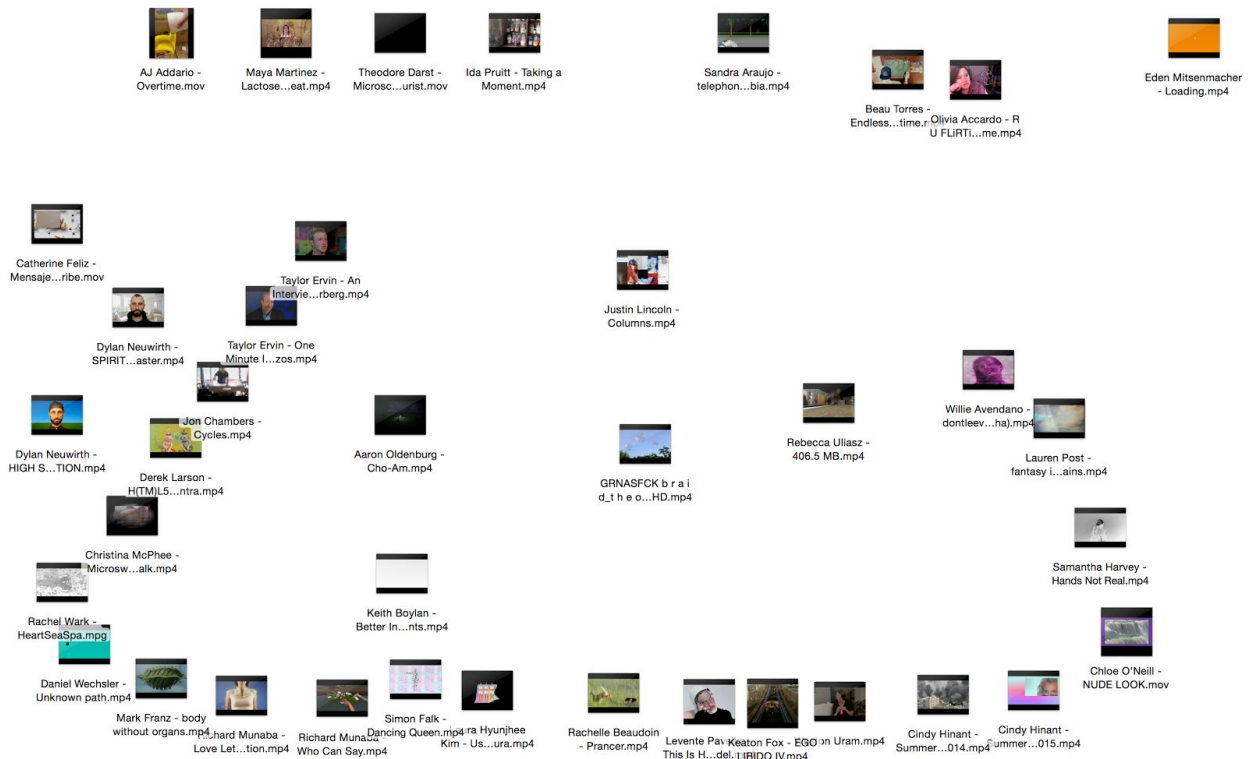 AJ Addario -
Overtime.mov
Maya Martinez -
Lactose...eat.mp4
Theodore Darst -
Microsc...urist.mov
Ida Pruitt - Taking a
Moment.mp4
Sandra Araujo -
telephon...bia.mp4
Beau Torres -
Endless...time.mp4
Olivia Accardo - R
U FLiRTi...me.mp4
Eden Mitsenmacher
- Loading.mp4
Catherine Feliz -
Mensaje...ribe.mov
Taylor Ervin - An
Intervie...rberg.mp4
Dylan Neuwirth -
SPIRIT...aster.mp4
Taylor Ervin - One
Minute I...zos.mp4
Justin Lincoln -
Columns.mp4
Dylan Neuwirth -
HIGH S...TION.mp4
Jon Chambers -
Cycles.mp4
Derek Larson -
H(TM)L5...ntra.mp4
Aaron Oldenburg -
Cho-Am.mp4
GRNASFCK b r a i
d_t h e o...HD.mp4
Rebecca Uliasz -
406.5 MB.mp4
Willie Avendano -
dontleev...ha).mp4
Lauren Post -
fantasy i...ains.mp4
Christina McPhee -
Microsw...alk.mp4
Samantha Harvey -
Hands Not Real.mp4
Rachel Wark -
HeartSeaSpa.mpg
Keith Boylan -
Better In...nts.mp4
Daniel Wechsler -
Unknown path.mp4
Chloe O'Neill -
NUDE LOOK.mov
Mark Franz - body
without organs.mp4
Richard Munaba -
Love Let...tion.mp4
Richard Munaba -
Who Can Say.mp4
Simon Falk -
Dancing Queen.mp4
Hyunjhee
Kim - Us...ura.mp4
Rachelle Beaudoin
- Prancer.mp4
Levente
This Is H...del.
Keaton Fox - EGO
LIBIDO IV.mp4
Uram.mp4
Cindy Hinant -
Summer...014.mp4
Cindy Hinant -
Summer...015.mp4